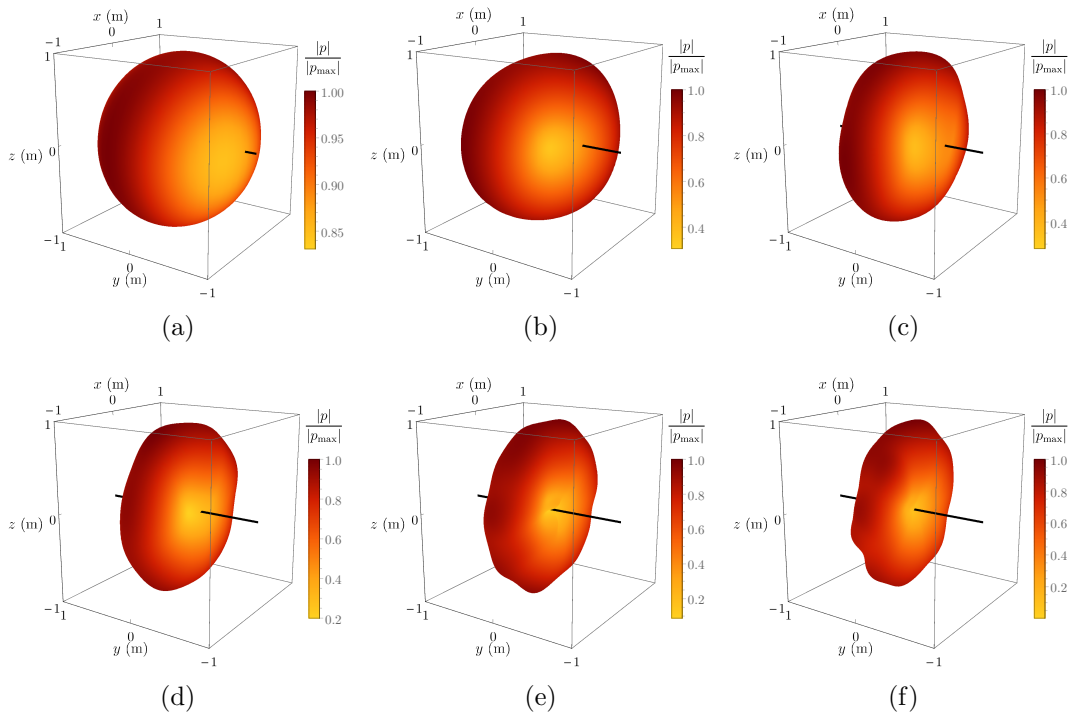 x (m)
−1 0 1
1
z (m) 0
−1
1 0 −1
y (m)
|p|
|pmax|
1.00
0.95
0.90
0.85
(a)
x (m)
−1 0 1
1
z (m) 0
−1
1 0 −1
y (m)
|p|
|pmax|
1.0
0.8
0.6
0.4
(b)
x (m)
−1 0 1
1
z (m) 0
−1
1 0 −1
y (m)
|p|
|pmax|
1.0
0.8
0.6
0.4
(c)
x (m)
−1 0 1
1
z (m) 0
−1
1 0 −1
y (m)
|p|
|pmax|
1.0
0.8
0.6
0.4
0.2
(d)
x (m)
−1 0 1
1
z (m) 0
−1
1 0 −1
y (m)
|p|
|pmax|
1.0
0.8
0.6
0.4
0.2
(e)
x (m)
−1 0 1
1
z (m) 0
−1
1 0 −1
y (m)
|p|
|pmax|
1.0
0.8
0.6
0.4
0.2
(f)